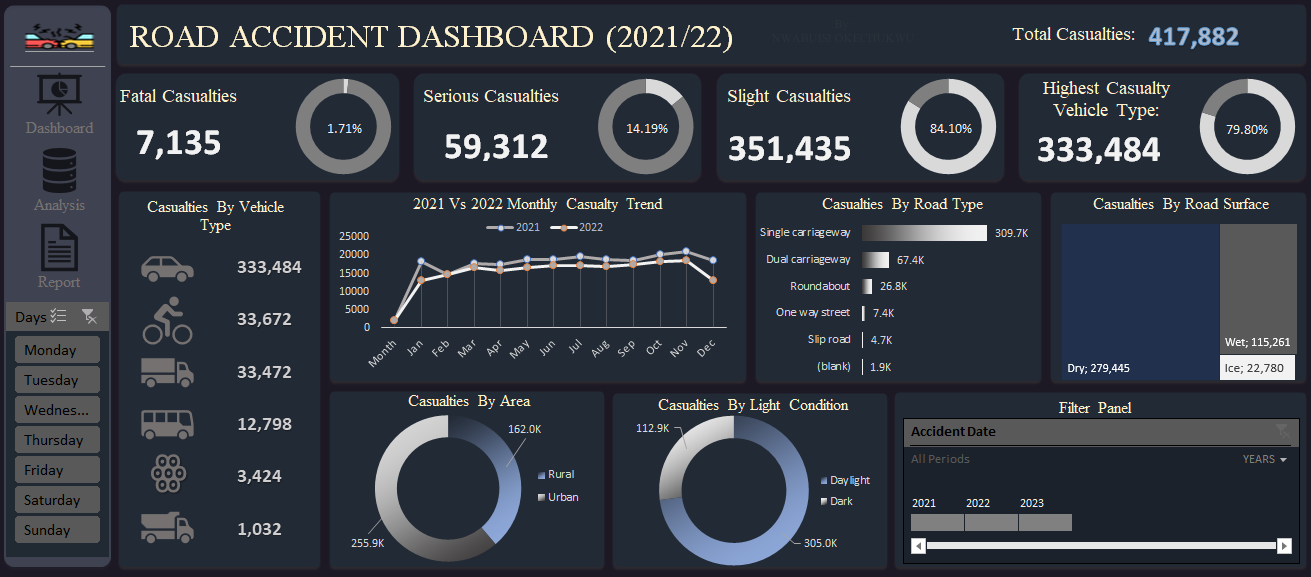 ROAD ACCIDENT DASHBOARD (2021/22)
Total Casualties: 417,882
Dashboard
Analysis
Report
Days
Monday
Tuesday
Wednes...
Thursday
Friday
Saturday
Sunday
Fatal Casualties
7,135
1.71%
Serious Casualties
59,312
14.19%
Slight Casualties
351,435
84.10%
Highest Casualty
Vehicle Type:
333,484
79.80%
Casualties By Vehicle
Type
333,484
33,672
33,472
12,798
3,424
1,032
2021 Vs 2022 Monthly Casualty Trend
2021 2022
25000
20000
15000
10000
5000
0
Month Jan Feb Mar Apr May Jun Jul Aug Sep Oct Nov Dec
Casualties By Road Type
Single carriageway 309.7K
Dual carriageway 67.4K
Roundabout 26.8K
One way street 7.4K
Slip road 4.7K
(blank) 1.9K
Casualties By Road Surface
Dry; 279,445
Wet; 115,261
Ice; 22,780
Casualties By Area
162.0K
Rural
Urban
255.9K
Casualties By Light Condition
112.9K
Daylight
Dark
305.0K
Filter Panel
Accident Date
All Periods
YEARS
2021 2022 2023